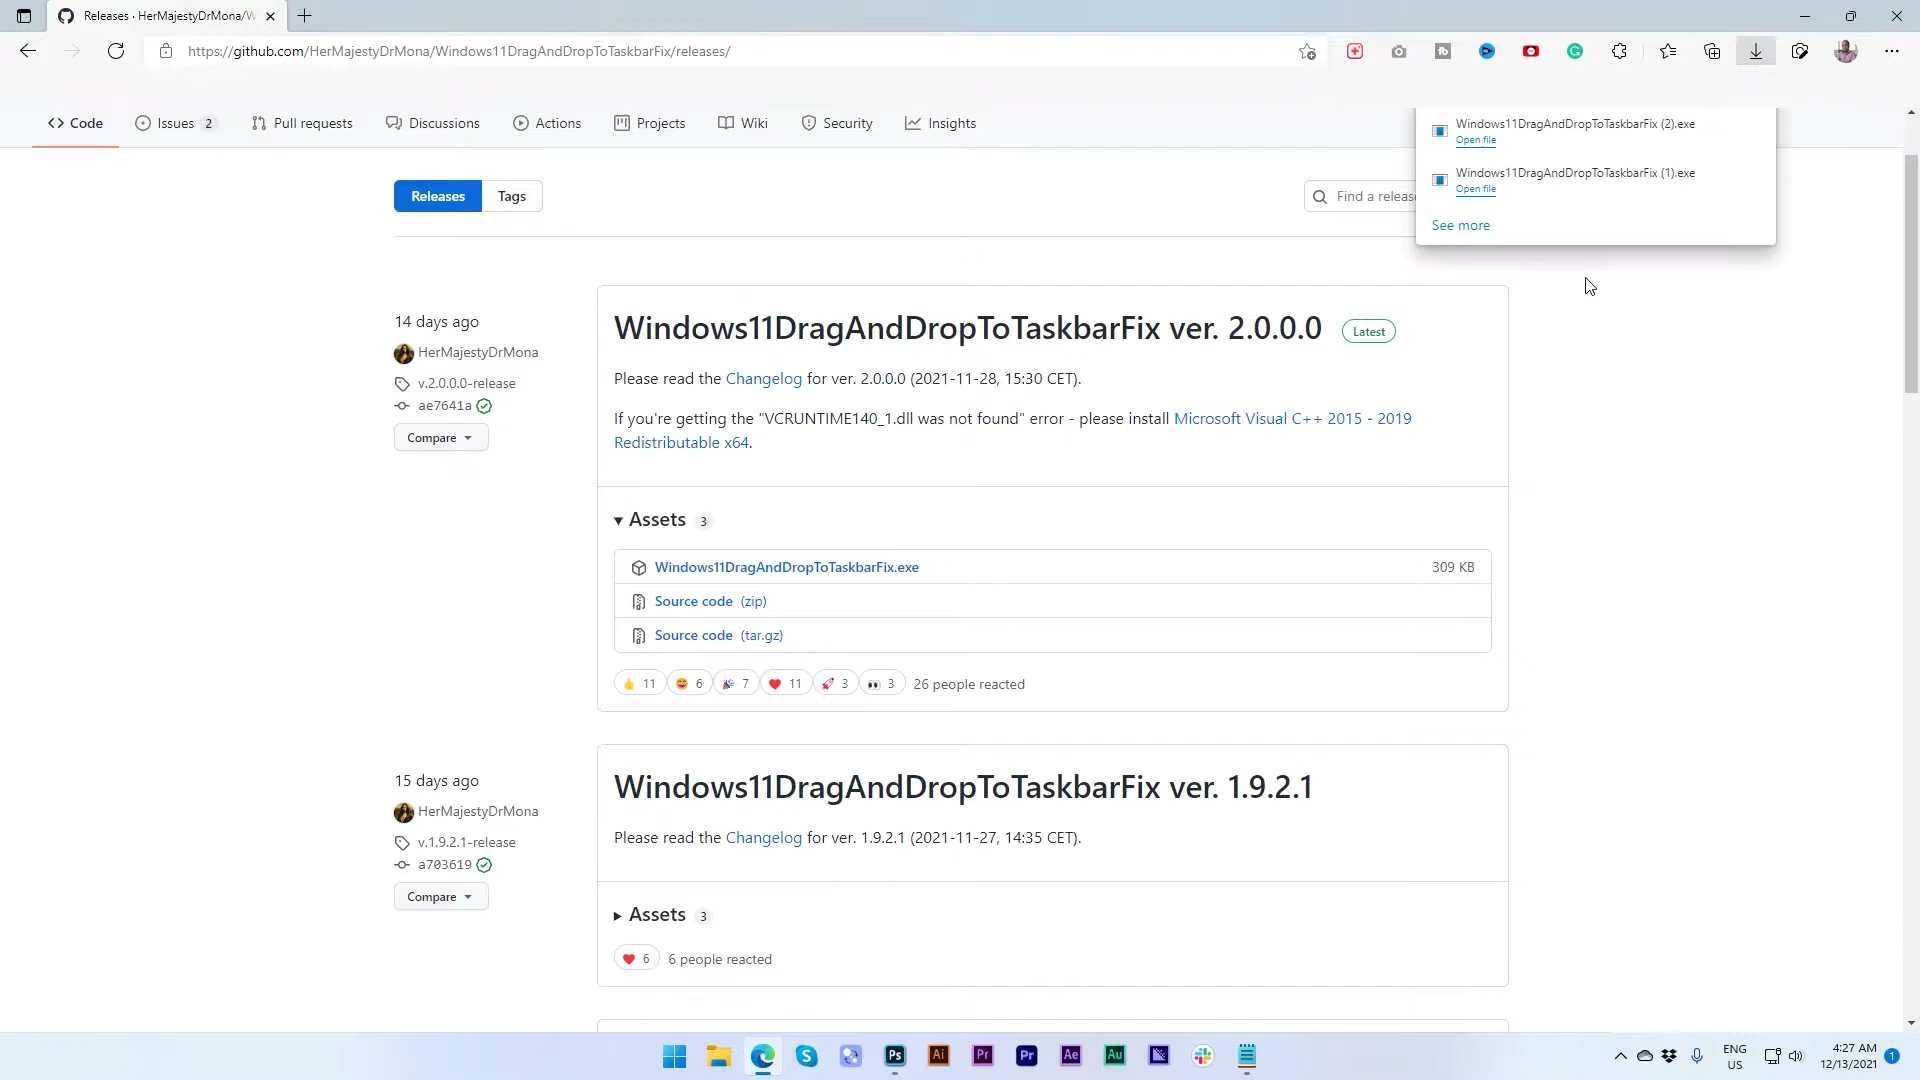 Releases · HerMajestyDrMona/W
https://github.com/HerMajestyDrMona/Windows11DragAndDropToTaskbarFix/releases/
Code
Issues 2
Pull requests
Discussions
Actions
Projects
Wiki
Security
Insights
Windows11DragAndDropToTaskbarFix (2).exe
Open file
Windows11DragAndDropToTaskbarFix (1).exe
Open file
See more
Releases
Tags
Find a release
14 days ago
HerMajestyDrMona
v.2.0.0.0-release
ae7641a
Compare
Windows11DragAndDropToTaskbarFix ver. 2.0.0.0
Latest
Please read the Changelog for ver. 2.0.0.0 (2021-11-28, 15:30 CET).
If you're getting the "VCRUNTIME140_1.dll was not found" error - please install Microsoft Visual C++ 2015 - 2019
Redistributable x64.
Assets 3
Windows11DragAndDropToTaskbarFix.exe 309 KB
Source code (zip)
Source code (tar.gz)
11 6 7 11 3 3 26 people reacted
15 days ago
HerMajestyDrMona
v.1.9.2.1-release
a703619
Compare
Windows11DragAndDropToTaskbarFix ver. 1.9.2.1
Please read the Changelog for ver. 1.9.2.1 (2021-11-27, 14:35 CET).
Assets 3
6 6 people reacted
Ps
Ai
Pr
Pr
Ae
Au
ENG
US
4:27 AM
12/13/2021
1